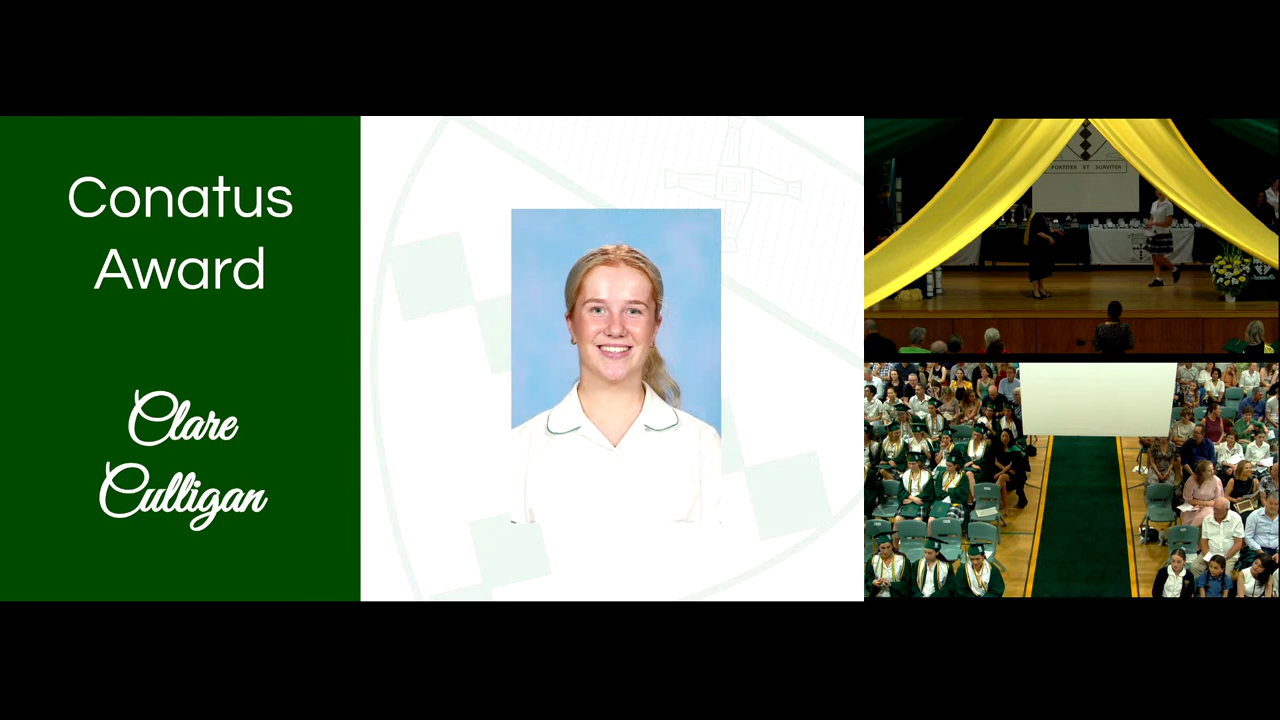 Conatus
Award
Clare
Culligan
FORTITER ET SUAVITER